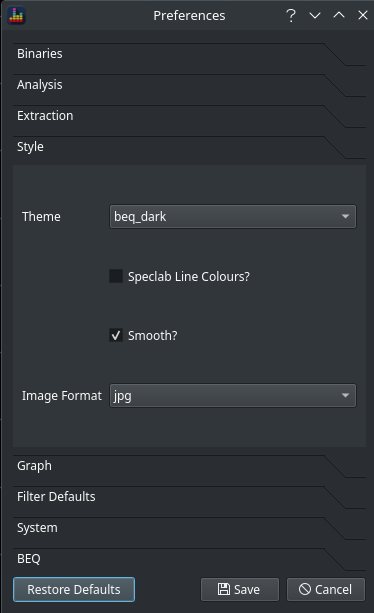 Preferences
Binaries
Analysis
Extraction
Style
Theme beq_dark
Speclab Line Colours?
Smooth?
Image Format jpg
Graph
Filter Defaults
System
BEQ
Restore Defaults Save Cancel